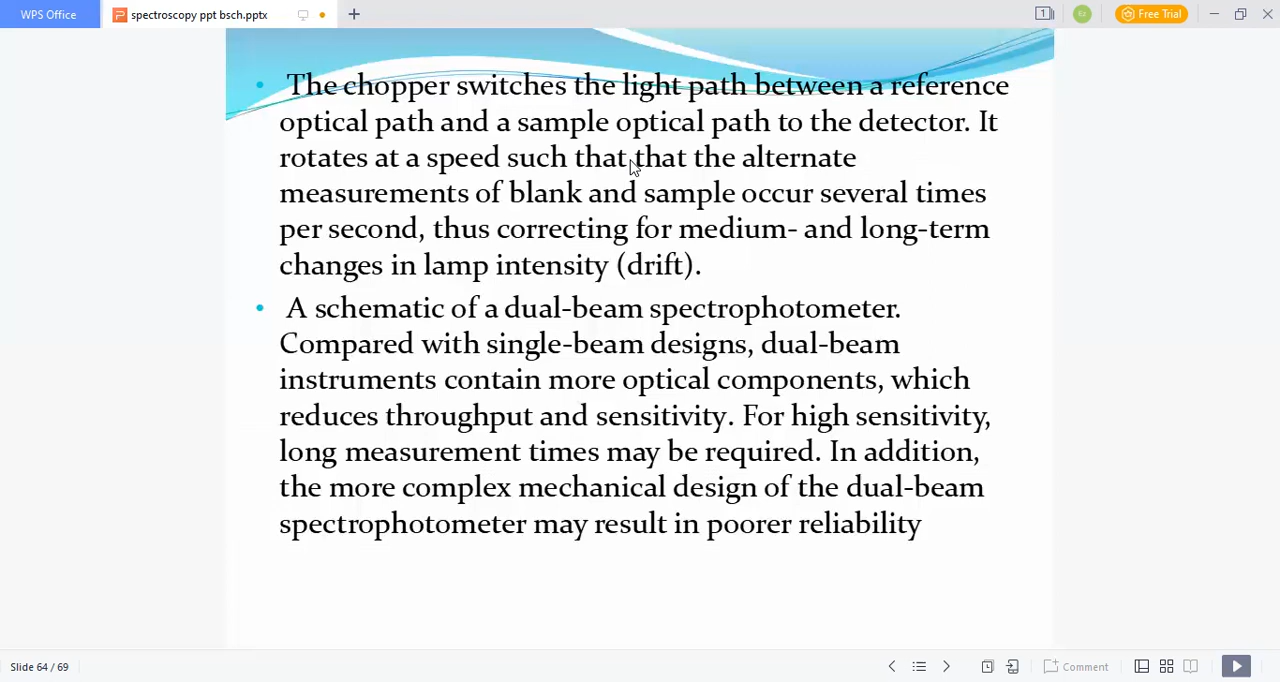 WPS Office
spectroscopy ppt bsch.pptx
1
Free Trial
• The chopper switches the light path between a reference
optical path and a sample optical path to the detector. It
rotates at a speed such that that the alternate
measurements of blank and sample occur several times
per second, thus correcting for medium- and long-term
changes in lamp intensity (drift).
• A schematic of a dual-beam spectrophotometer.
Compared with single-beam designs, dual-beam
instruments contain more optical components, which
reduces throughput and sensitivity. For high sensitivity,
long measurement times may be required. In addition,
the more complex mechanical design of the dual-beam
spectrophotometer may result in poorer reliability
Slide 64 / 69
Comment